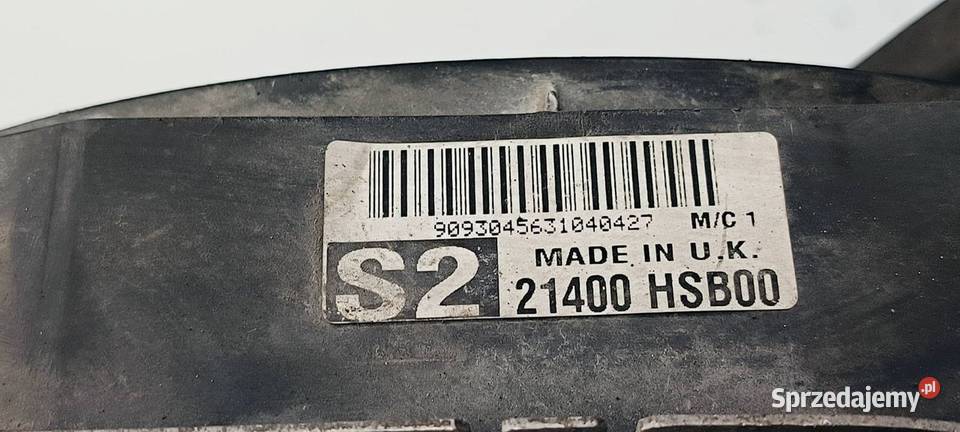 9093045631040427 M/C 1
S2
MADE IN U.K.
21400 HSB00
Sprzedajemy.pl